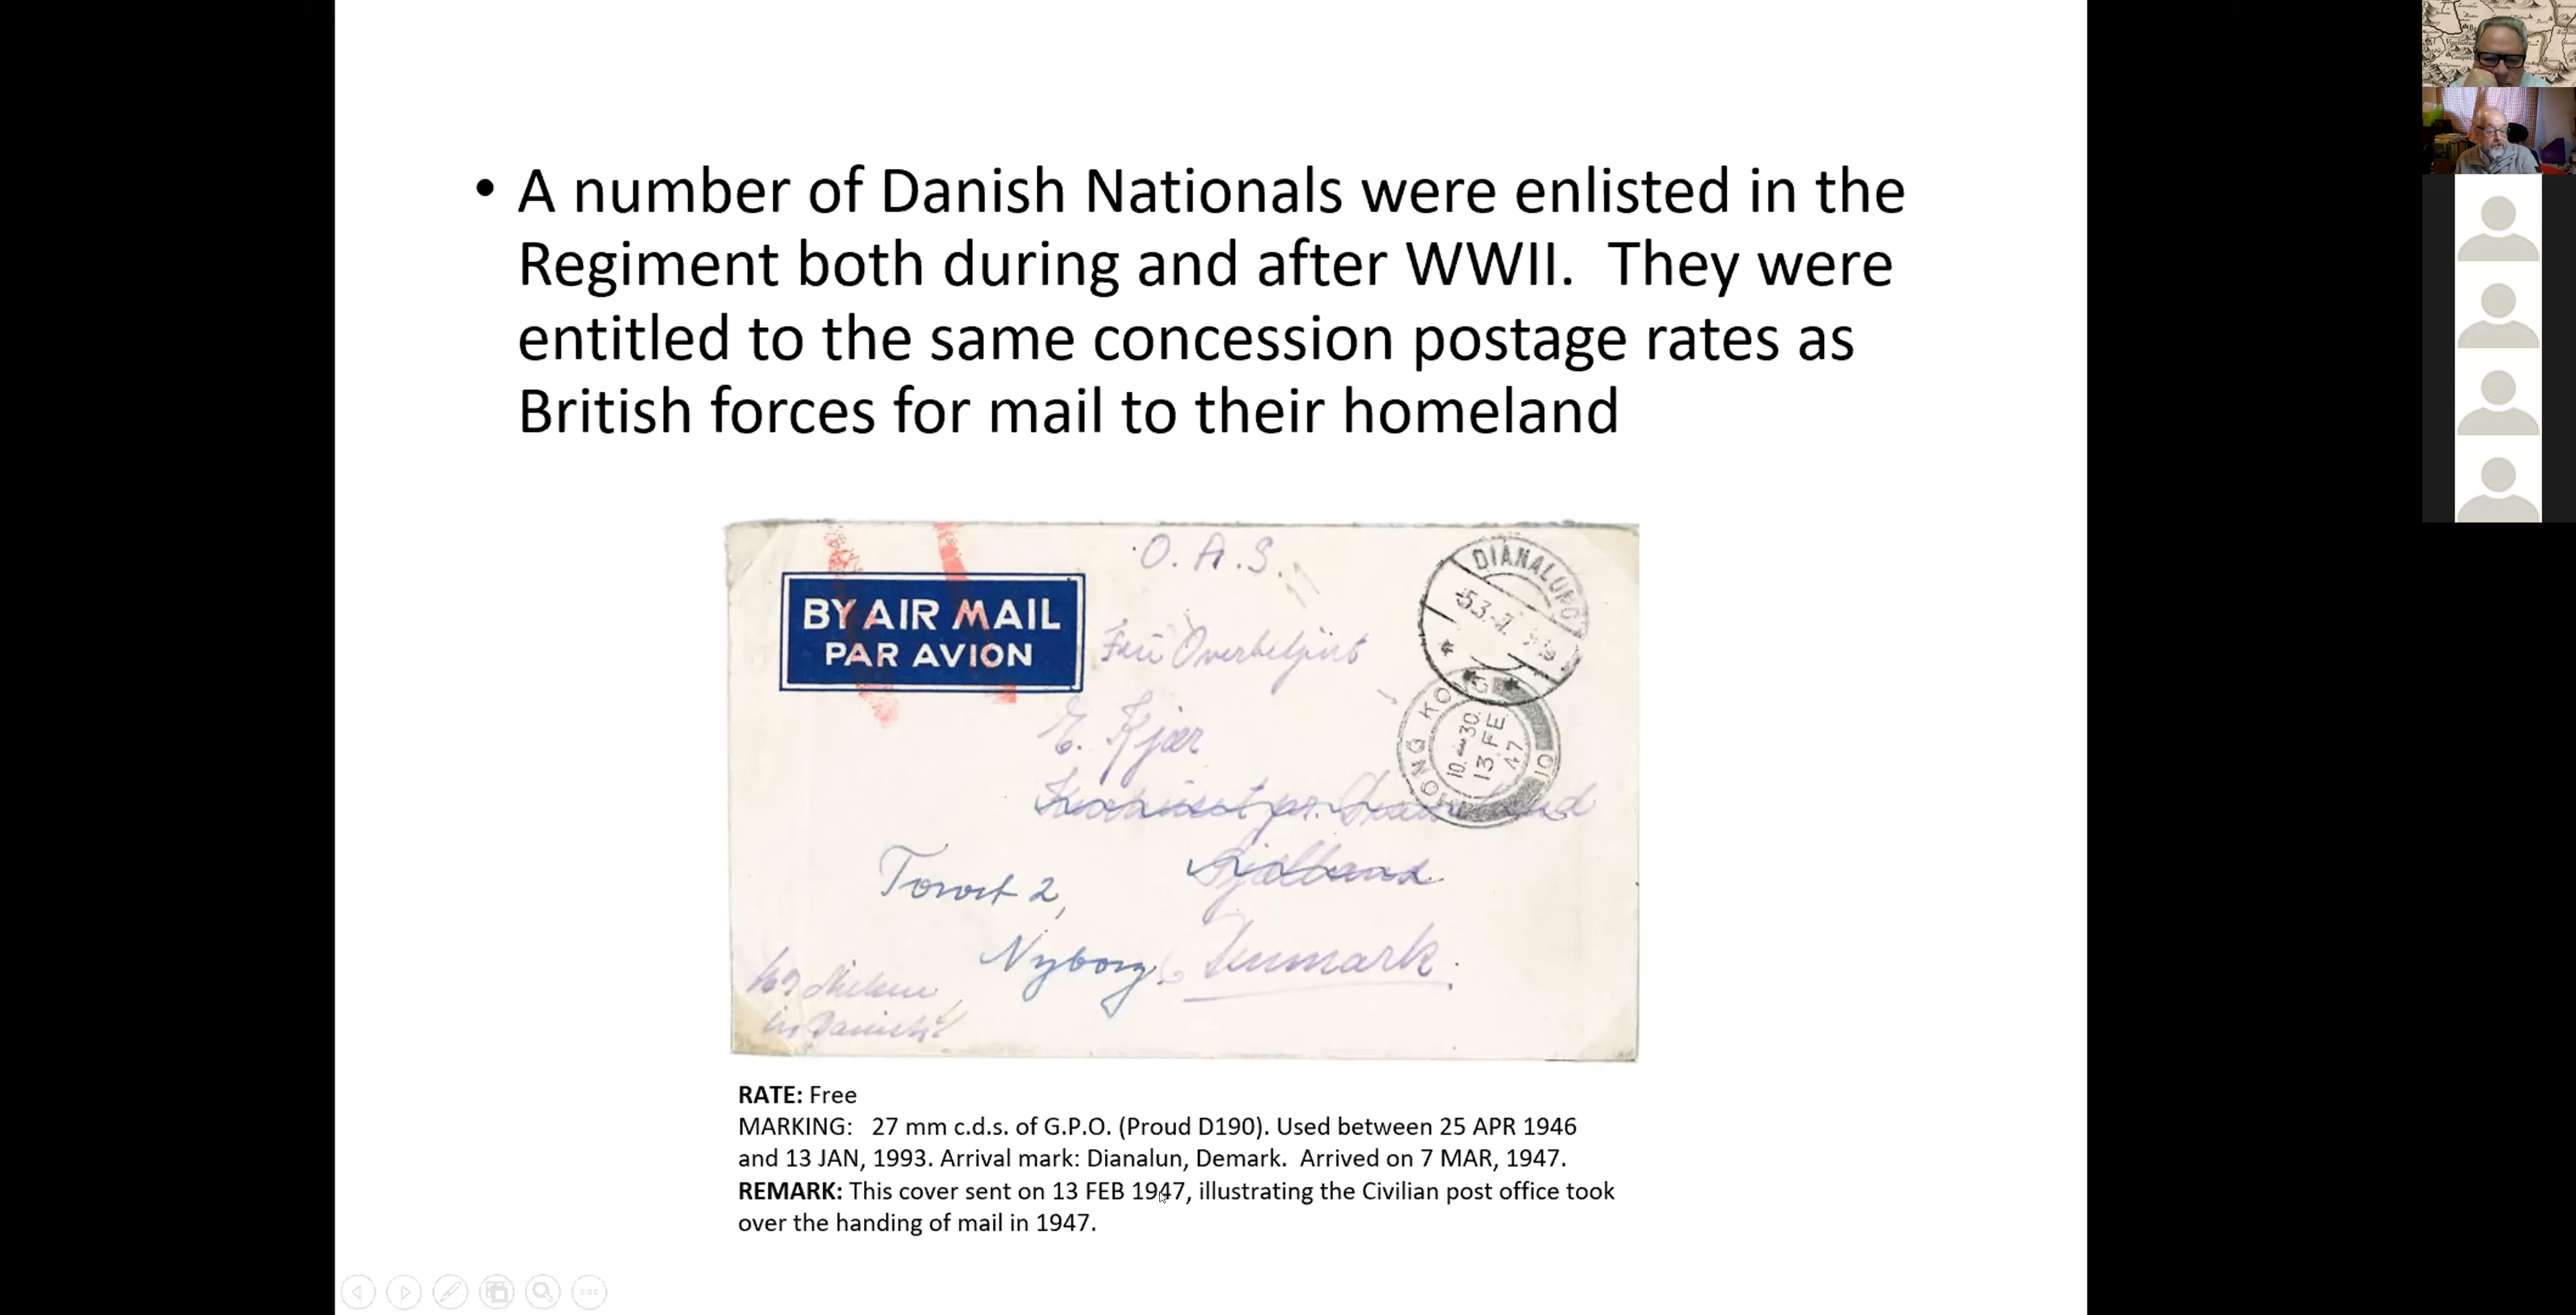 • A number of Danish Nationals were enlisted in the
Regiment both during and after WWII. They were
entitled to the same concession postage rates as
British forces for mail to their homeland
O. A. S.
BY AIR MAIL
PAR AVION
DIANALUND
HONG KONG
10 30
13 FE
47
E. Kjær
Torvet 2,
Nyborg.
Denmark.
RATE: Free
MARKING: 27 mm c.d.s. of G.P.O. (Proud D190). Used between 25 APR 1946
and 13 JAN, 1993. Arrival mark: Dianalun, Demark. Arrived on 7 MAR, 1947.
REMARK: This cover sent on 13 FEB 1947, illustrating the Civilian post office took
over the handing of mail in 1947.